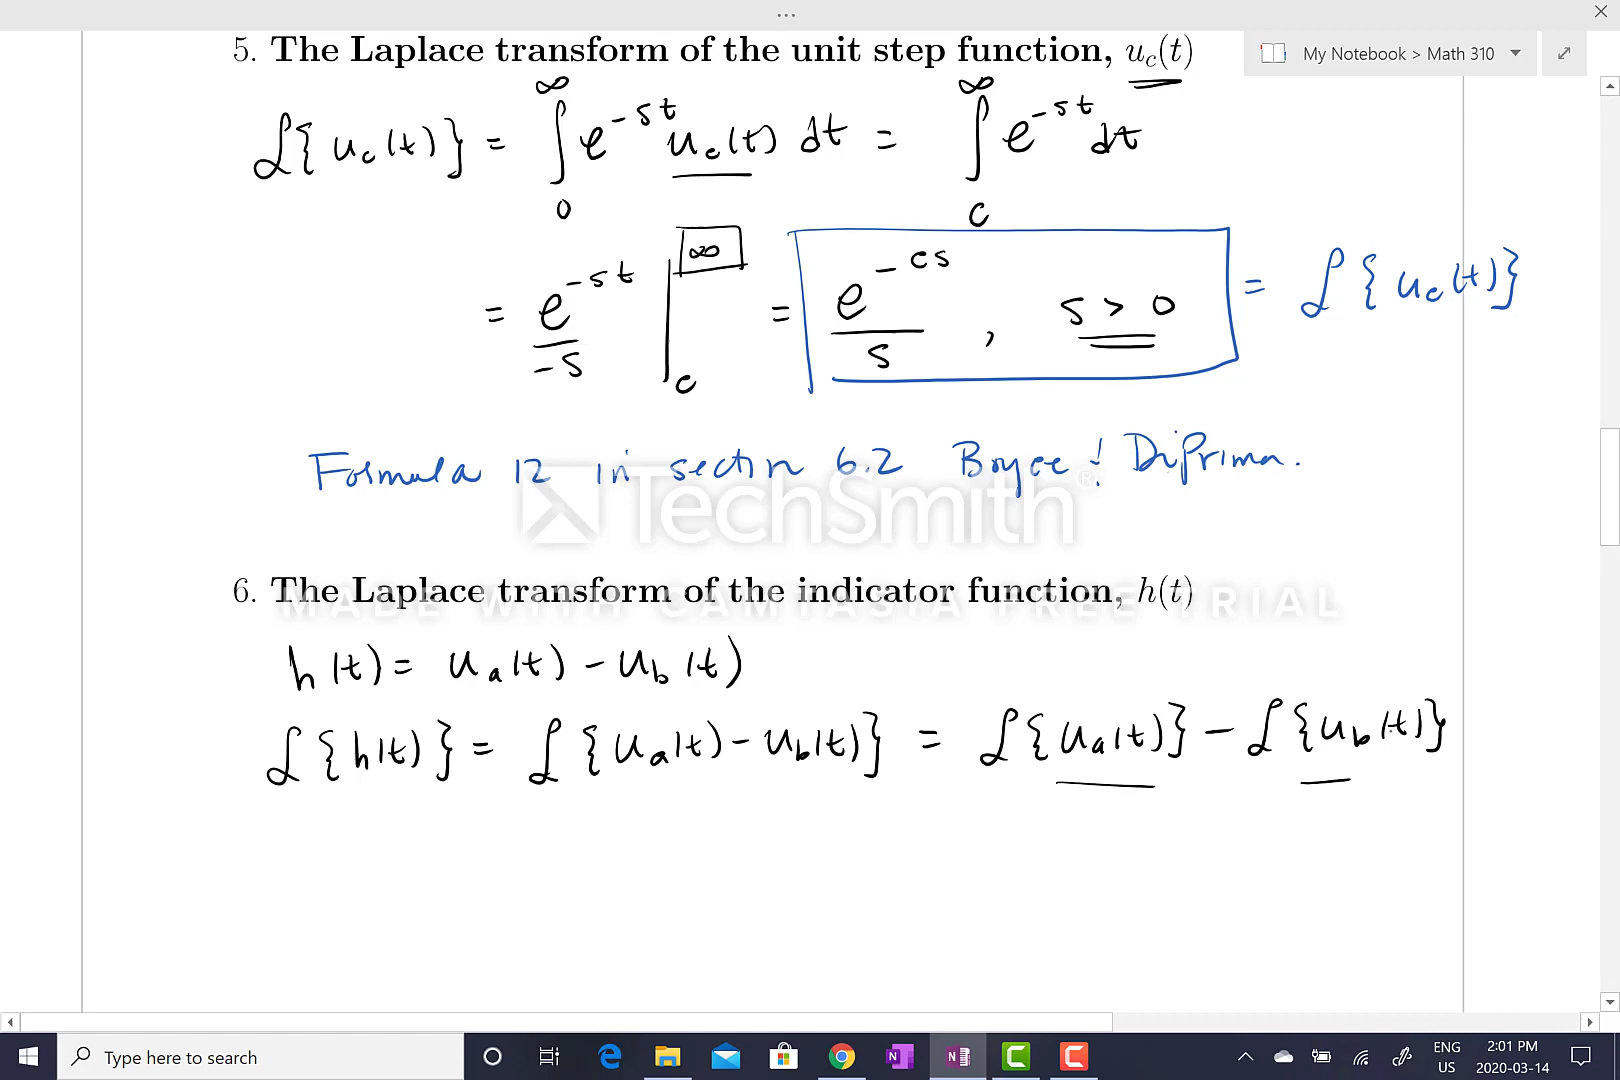 ...
5. The Laplace transform of the unit step function, u_c(t)
My Notebook > Math 310
ℒ{u_c(t)} = ∫_0^∞ e^{-st} u_c(t) dt = ∫_c^∞ e^{-st} dt
= e^{-st}/-s |_c^∞ = e^{-cs}/s , s > 0 = ℒ{u_c(t)}
Formula 12 in section 6.2 Boyce & DiPrima.
TechSmith®
MADE WITH CAMTASIA FREE TRIAL
6. The Laplace transform of the indicator function, h(t)
h(t) = u_a(t) - u_b(t)
ℒ{h(t)} = ℒ{u_a(t) - u_b(t)} = ℒ{u_a(t)} - ℒ{u_b(t)}
Type here to search
ENG
US
2:01 PM
2020-03-14